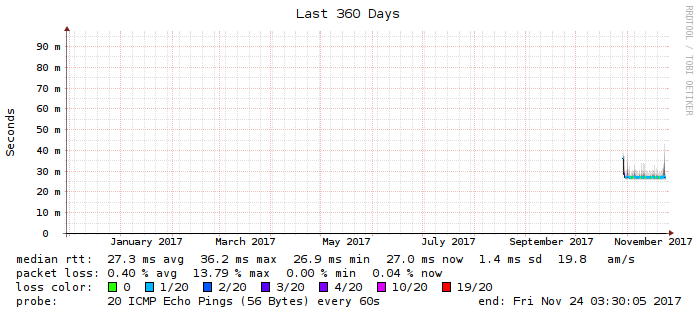 Last 360 Days
RRDTOOL / TOBI OETIKER
Seconds
90 m
80 m
70 m
60 m
50 m
40 m
30 m
20 m
10 m
0
January 2017 March 2017 May 2017 July 2017 September 2017 November 2017
median rtt: 27.3 ms avg 36.2 ms max 26.9 ms min 27.0 ms now 1.4 ms sd 19.8 am/s
packet loss: 0.40 % avg 13.79 % max 0.00 % min 0.04 % now
loss color: 0 1/20 2/20 3/20 4/20 10/20 19/20
probe: 20 ICMP Echo Pings (56 Bytes) every 60s end: Fri Nov 24 03:30:05 2017